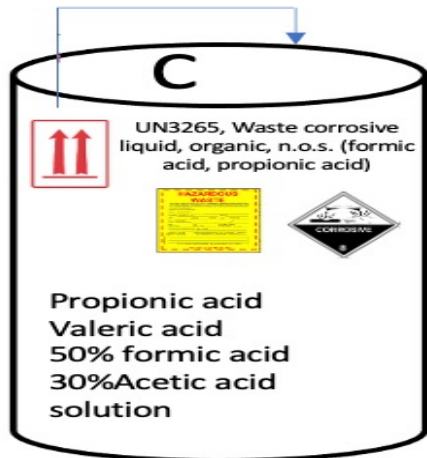 C
UN3265, Waste corrosive
liquid, organic, n.o.s. (formic
acid, propionic acid)
HAZARDOUS
WASTE
CORROSIVE
8
Propionic acid
Valeric acid
50% formic acid
30%Acetic acid
solution